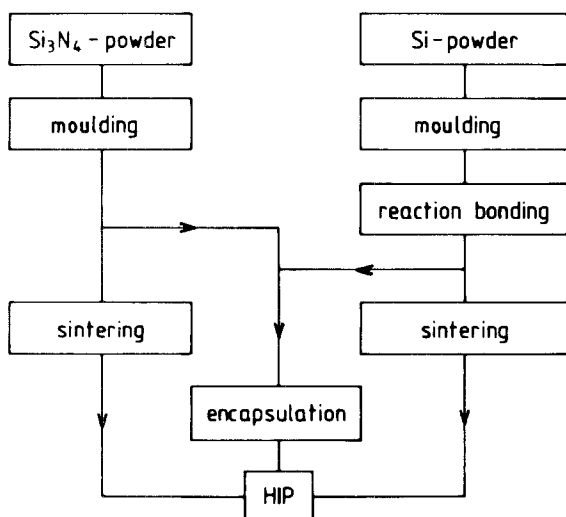 Si₃N₄-powder
Si-powder
moulding
moulding
reaction bonding
sintering
sintering
encapsulation
HIP